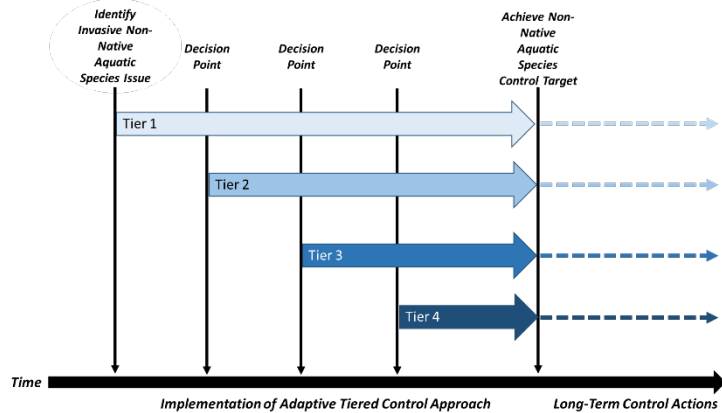 Identify
Invasive Non-
Native
Aquatic
Species Issue
Decision
Point
Decision
Point
Decision
Point
Achieve Non-
Native
Aquatic
Species
Control Target
Tier 1
Tier 2
Tier 3
Tier 4
Time
Implementation of Adaptive Tiered Control Approach
Long-Term Control Actions